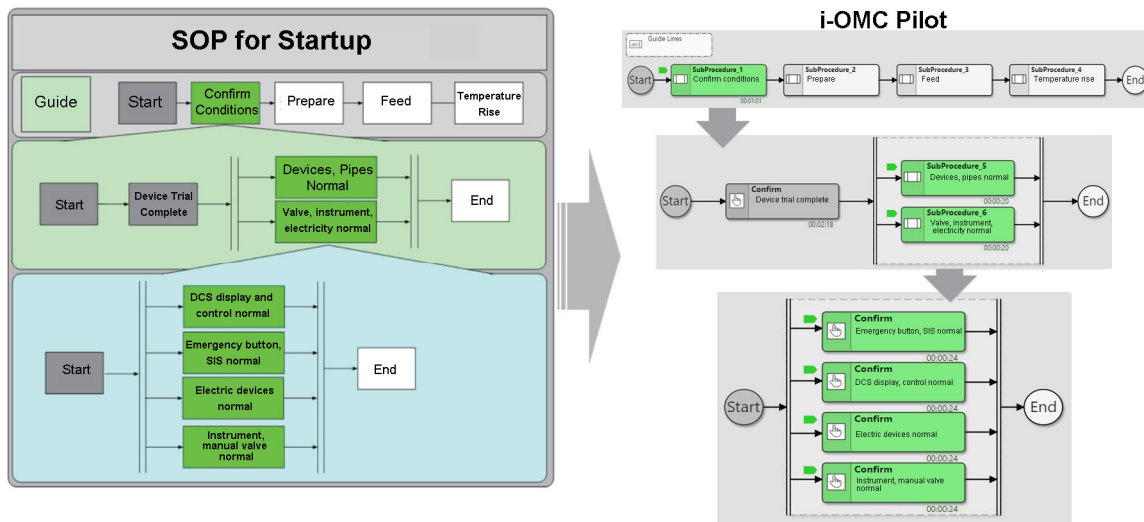 SOP for Startup
Guide
Start
Confirm
Conditions
Prepare
Feed
Temperature
Rise
Start
Device Trial
Complete
Devices, Pipes
Normal
Valve, instrument,
electricity normal
End
Start
DCS display and
control normal
Emergency button,
SIS normal
Electric devices
normal
Instrument,
manual valve
normal
End
i-OMC Pilot
Guide Lines
Start
SubProcedure_1
Confirm conditions
00:01:01
SubProcedure_2
Prepare
SubProcedure_3
Feed
SubProcedure_4
Temperature rise
End
Start
Confirm
Device trial complete
00:02:18
SubProcedure_5
Devices, pipes normal
00:00:20
SubProcedure_6
Valve, instrument,
electricity normal
00:00:20
End
Start
Confirm
Emergency button, SIS normal
00:00:24
Confirm
DCS display, control normal
00:00:24
Confirm
Electric devices normal
00:00:24
Confirm
Instrument, manual valve
normal
00:00:24
End